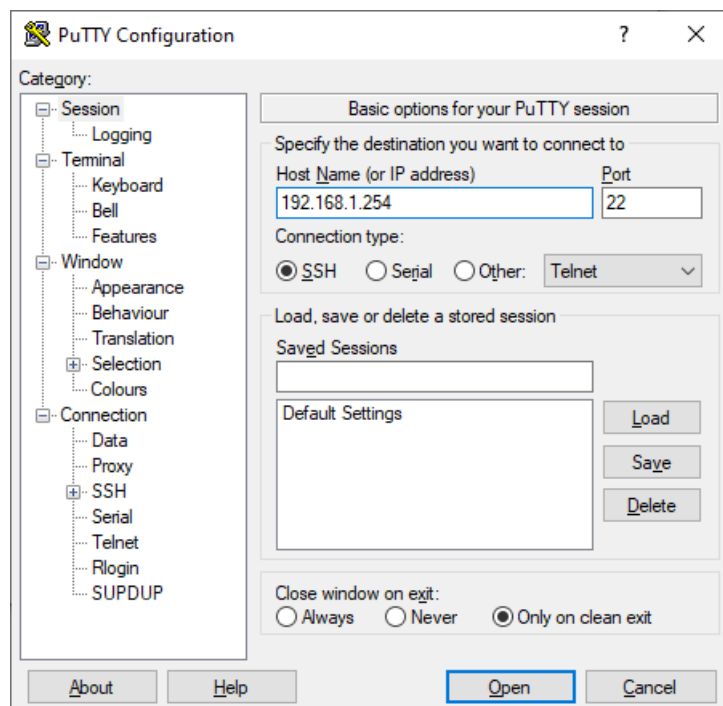 PuTTY Configuration ? ×
Category:
Session
Logging
Terminal
Keyboard
Bell
Features
Window
Appearance
Behaviour
Translation
Selection
Colours
Connection
Data
Proxy
SSH
Serial
Telnet
Rlogin
SUPDUP
Basic options for your PuTTY session
Specify the destination you want to connect to
Host Name (or IP address) Port
192.168.1.254 22
Connection type:
SSH Serial Other: Telnet
Load, save or delete a stored session
Saved Sessions
Default Settings
Load
Save
Delete
Close window on exit:
Always Never Only on clean exit
About Help Open Cancel